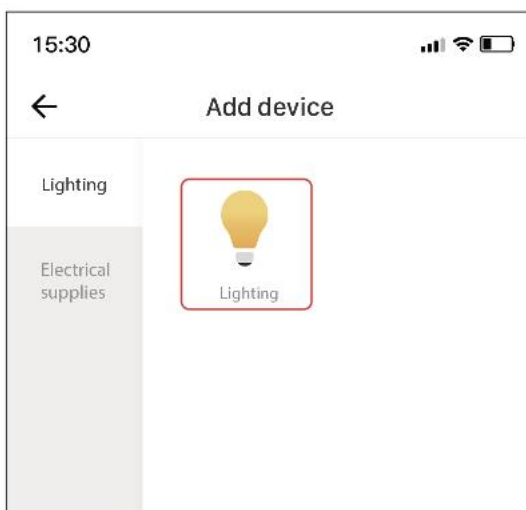 15:30
Add device
Lighting
Electrical
supplies
Lighting